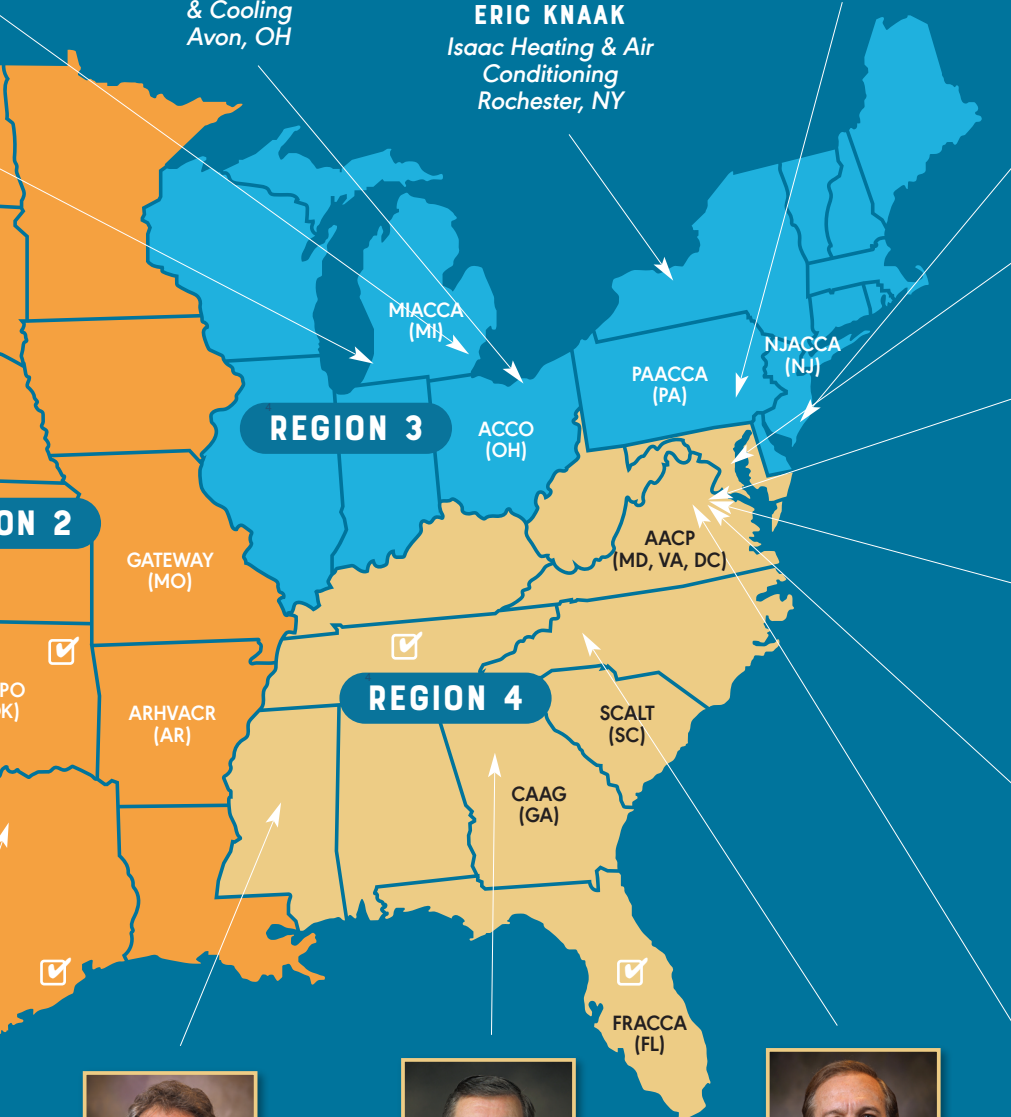 & Cooling
Avon, OH
ERIC KNAAK
Isaac Heating & Air
Conditioning
Rochester, NY
MIACCA
(MI)
NJACCA
(NJ)
PAACCA
(PA)
REGION 3
ACCO
(OH)
ON 2
GATEWAY
(MO)
AACP
(MD, VA, DC)
PO
K)
REGION 4
ARHVACR
(AR)
SCALT
(SC)
CAAG
(GA)
FRACCA
(FL)